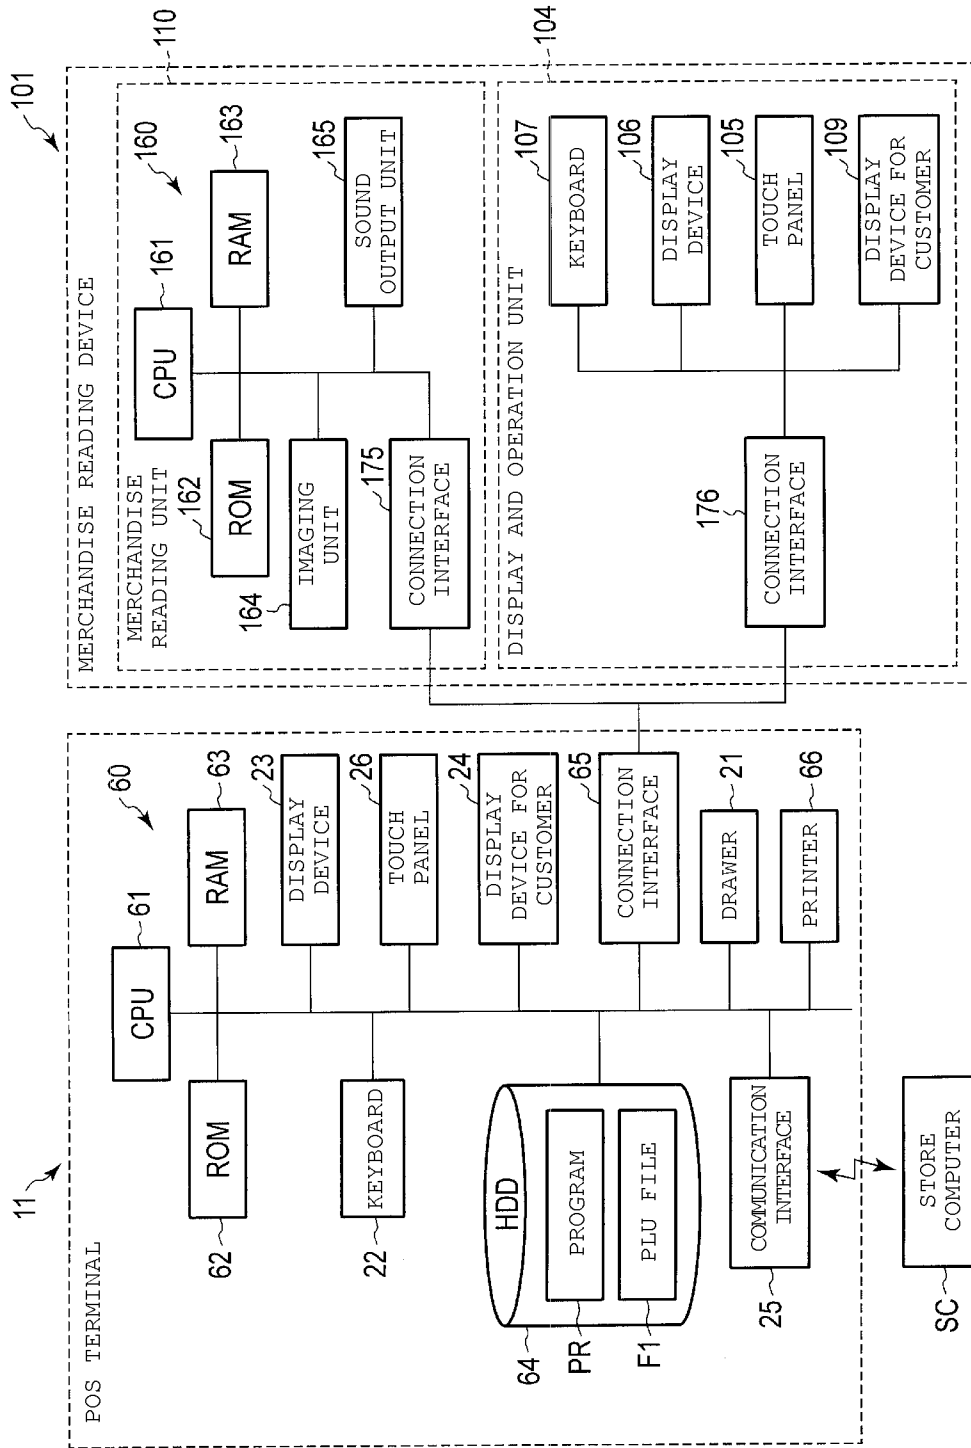 11
POS TERMINAL
60
CPU
61
ROM
62
RAM
63
KEYBOARD
22
DISPLAY
DEVICE
23
TOUCH
PANEL
26
DISPLAY
DEVICE FOR
CUSTOMER
24
HDD
64
PROGRAM
PR
PLU FILE
F1
CONNECTION
INTERFACE
65
DRAWER
21
PRINTER
66
COMMUNICATION
INTERFACE
25
STORE
COMPUTER
SC
101
MERCHANDISE READING DEVICE
110
MERCHANDISE
READING UNIT
160
CPU
161
ROM
162
RAM
163
IMAGING
UNIT
164
SOUND
OUTPUT UNIT
165
CONNECTION
INTERFACE
175
104
DISPLAY AND OPERATION UNIT
KEYBOARD
107
DISPLAY
DEVICE
106
TOUCH
PANEL
105
DISPLAY
DEVICE FOR
CUSTOMER
109
CONNECTION
INTERFACE
176